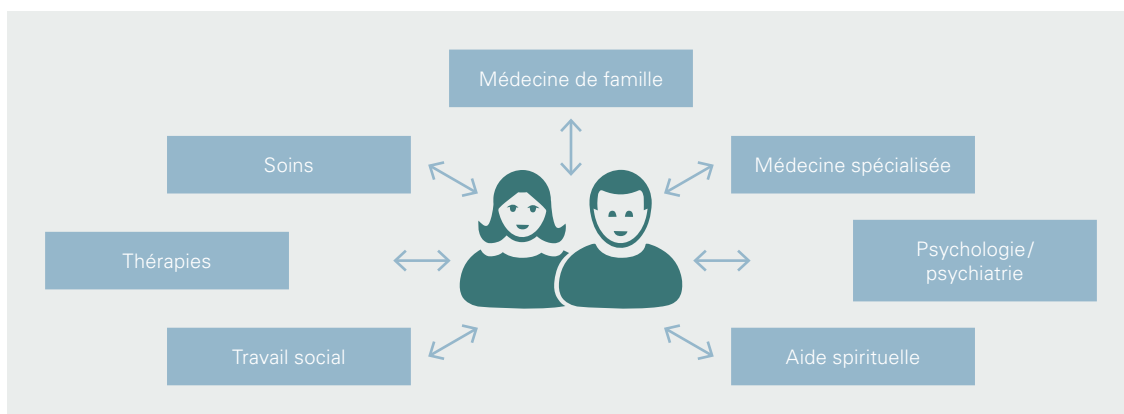 Médecine de famille
Soins
Médecine spécialisée
Thérapies
Psychologie/
psychiatrie
Travail social
Aide spirituelle